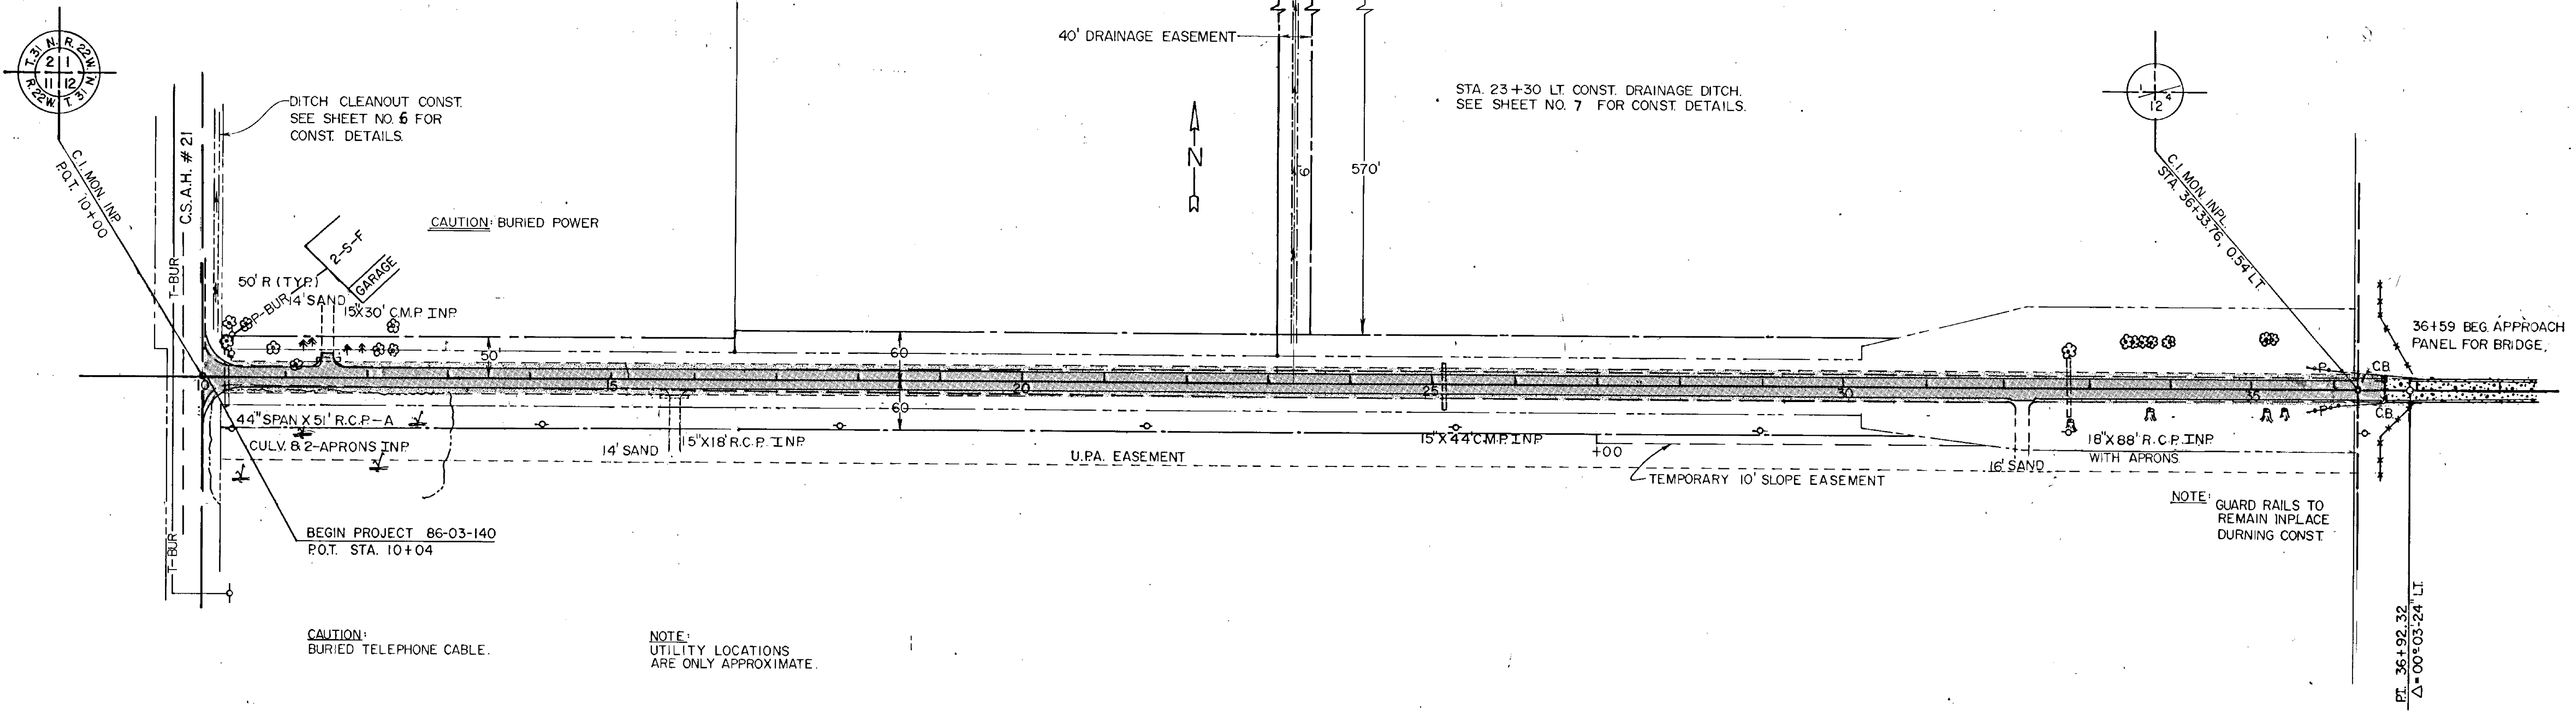 T. 31 N. R. 22 W.
2 1
11 12
R. 22 W. T. 31 N.
C.I. MON. INP.
P.O.T. 10+00
C.S.A.H. # 21
T-BUR
T-BUR
DITCH CLEANOUT CONST.
SEE SHEET NO. 6 FOR
CONST. DETAILS.
CAUTION: BURIED POWER
2-S-F
GARAGE
50' R (TYP.)
P-BUR
14' SAND
15"X30' C.M.P. INP.
50'
40' DRAINAGE EASEMENT
N
6'
570'
STA. 23+30 LT. CONST. DRAINAGE DITCH.
SEE SHEET NO. 7 FOR CONST. DETAILS.
1 4
12
C.I. MON. INPL.
STA. 36+33.76, 0.54' LT.
36+59 BEG. APPROACH
PANEL FOR BRIDGE.
60
10
15
20
25
30
35
60
P
C.B.
P
C.B.
44" SPAN X 51' R.C.P.-A
CULV. & 2-APRONS INP.
14' SAND
15"X18' R.C.P. INP.
U.P.A. EASEMENT
15"X44' C.M.P. INP.
+00
TEMPORARY 10' SLOPE EASEMENT
16' SAND
18"X88' R.C.P. INP.
WITH APRONS.
NOTE: GUARD RAILS TO
REMAIN INPLACE
DURNING CONST.
BEGIN PROJECT 86-03-140
P.O.T. STA. 10+04
CAUTION:
BURIED TELEPHONE CABLE.
NOTE:
UTILITY LOCATIONS
ARE ONLY APPROXIMATE.
P.I. 36+92.32
Δ=00°-03'-24" LT.